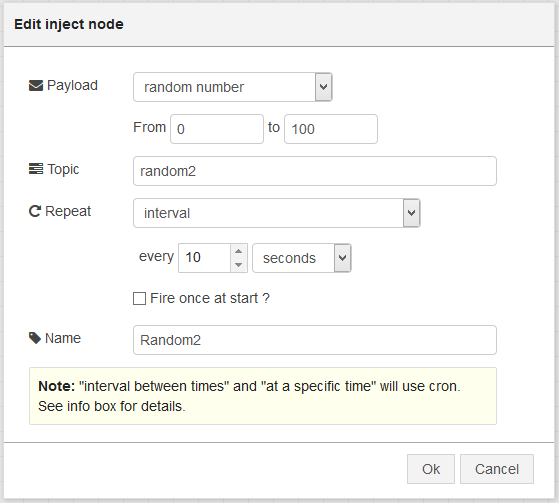 Edit inject node
Payload random number
From 0 to 100
Topic random2
Repeat interval
every 10 seconds
Fire once at start ?
Name Random2
Note: "interval between times" and "at a specific time" will use cron.
See info box for details.
Ok Cancel